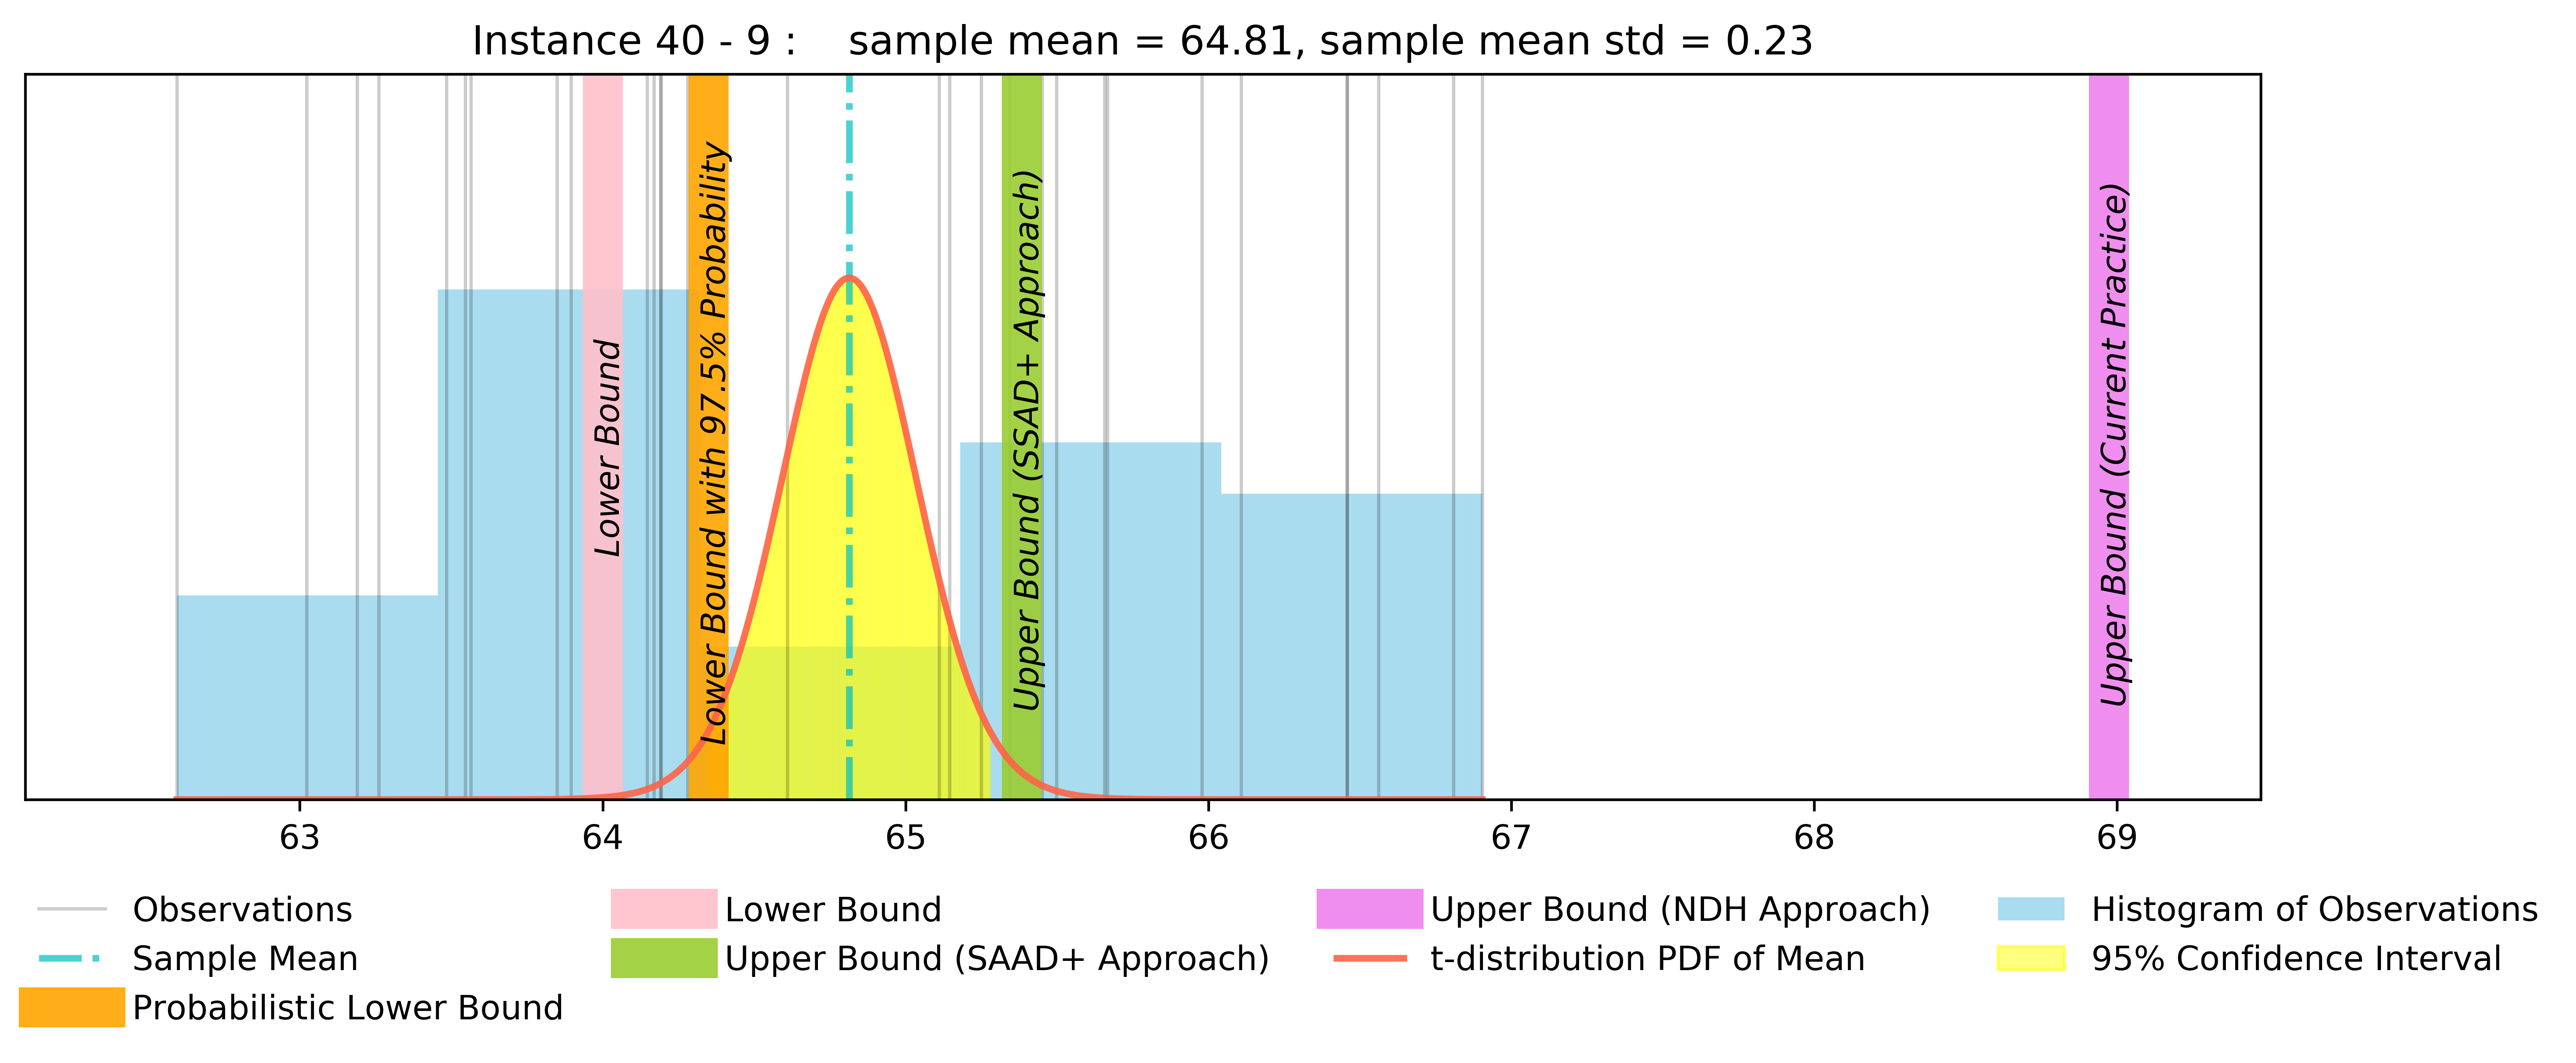 Instance 40 - 9 :    sample mean = 64.81, sample mean std = 0.23
Lower Bound
Lower Bound with 97.5% Probability
Upper Bound (SSAD+ Approach)
Upper Bound (Current Practice)
63 64 65 66 67 68 69
Observations
Sample Mean
Probabilistic Lower Bound
Lower Bound
Upper Bound (SAAD+ Approach)
Upper Bound (NDH Approach)
t-distribution PDF of Mean
Histogram of Observations
95% Confidence Interval